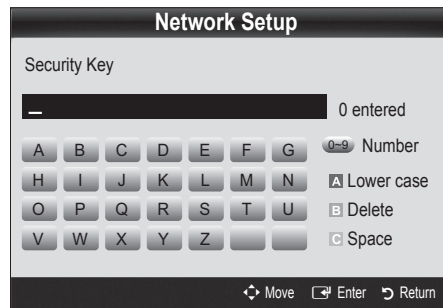 Network Setup
Security Key
_ 0 entered
A B C D E F G 0~9 Number
H I J K L M N A Lower case
O P Q R S T U B Delete
V W X Y Z C Space
Move Enter Return